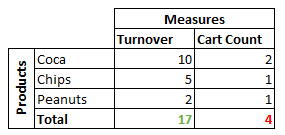 Measures
Turnover Cart Count
Products
Coca 10 2
Chips 5 1
Peanuts 2 1
Total 17 4